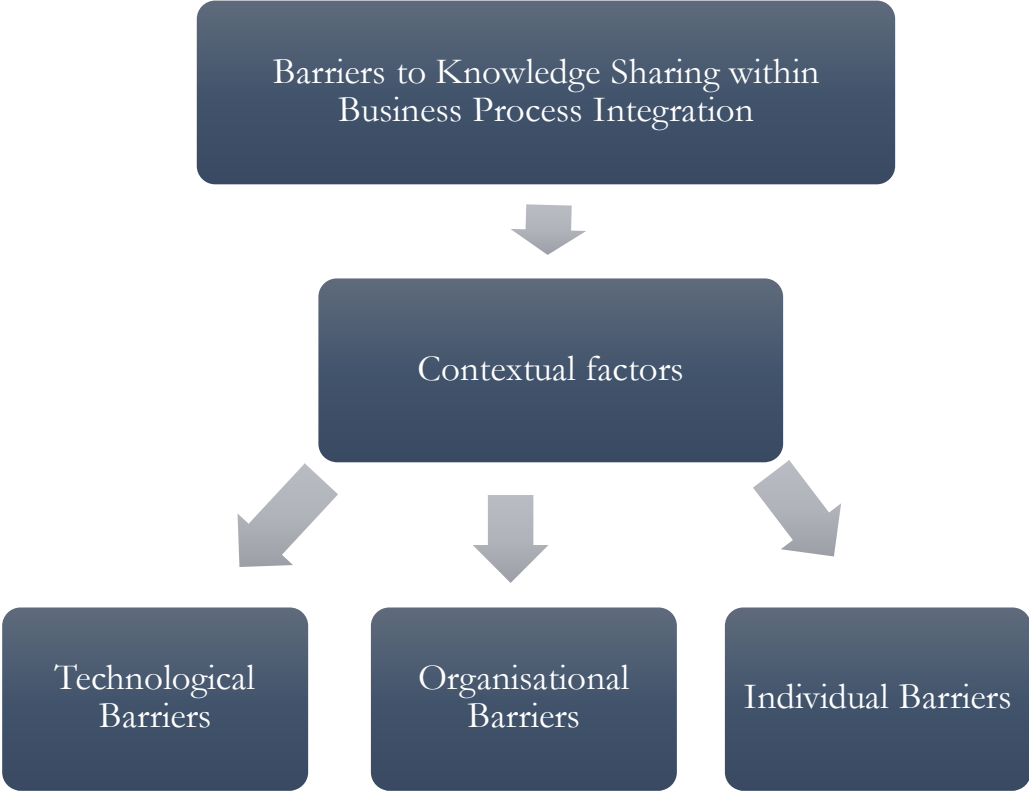 Barriers to Knowledge Sharing within
Business Process Integration
Contextual factors
Technological
Barriers
Organisational
Barriers
Individual Barriers